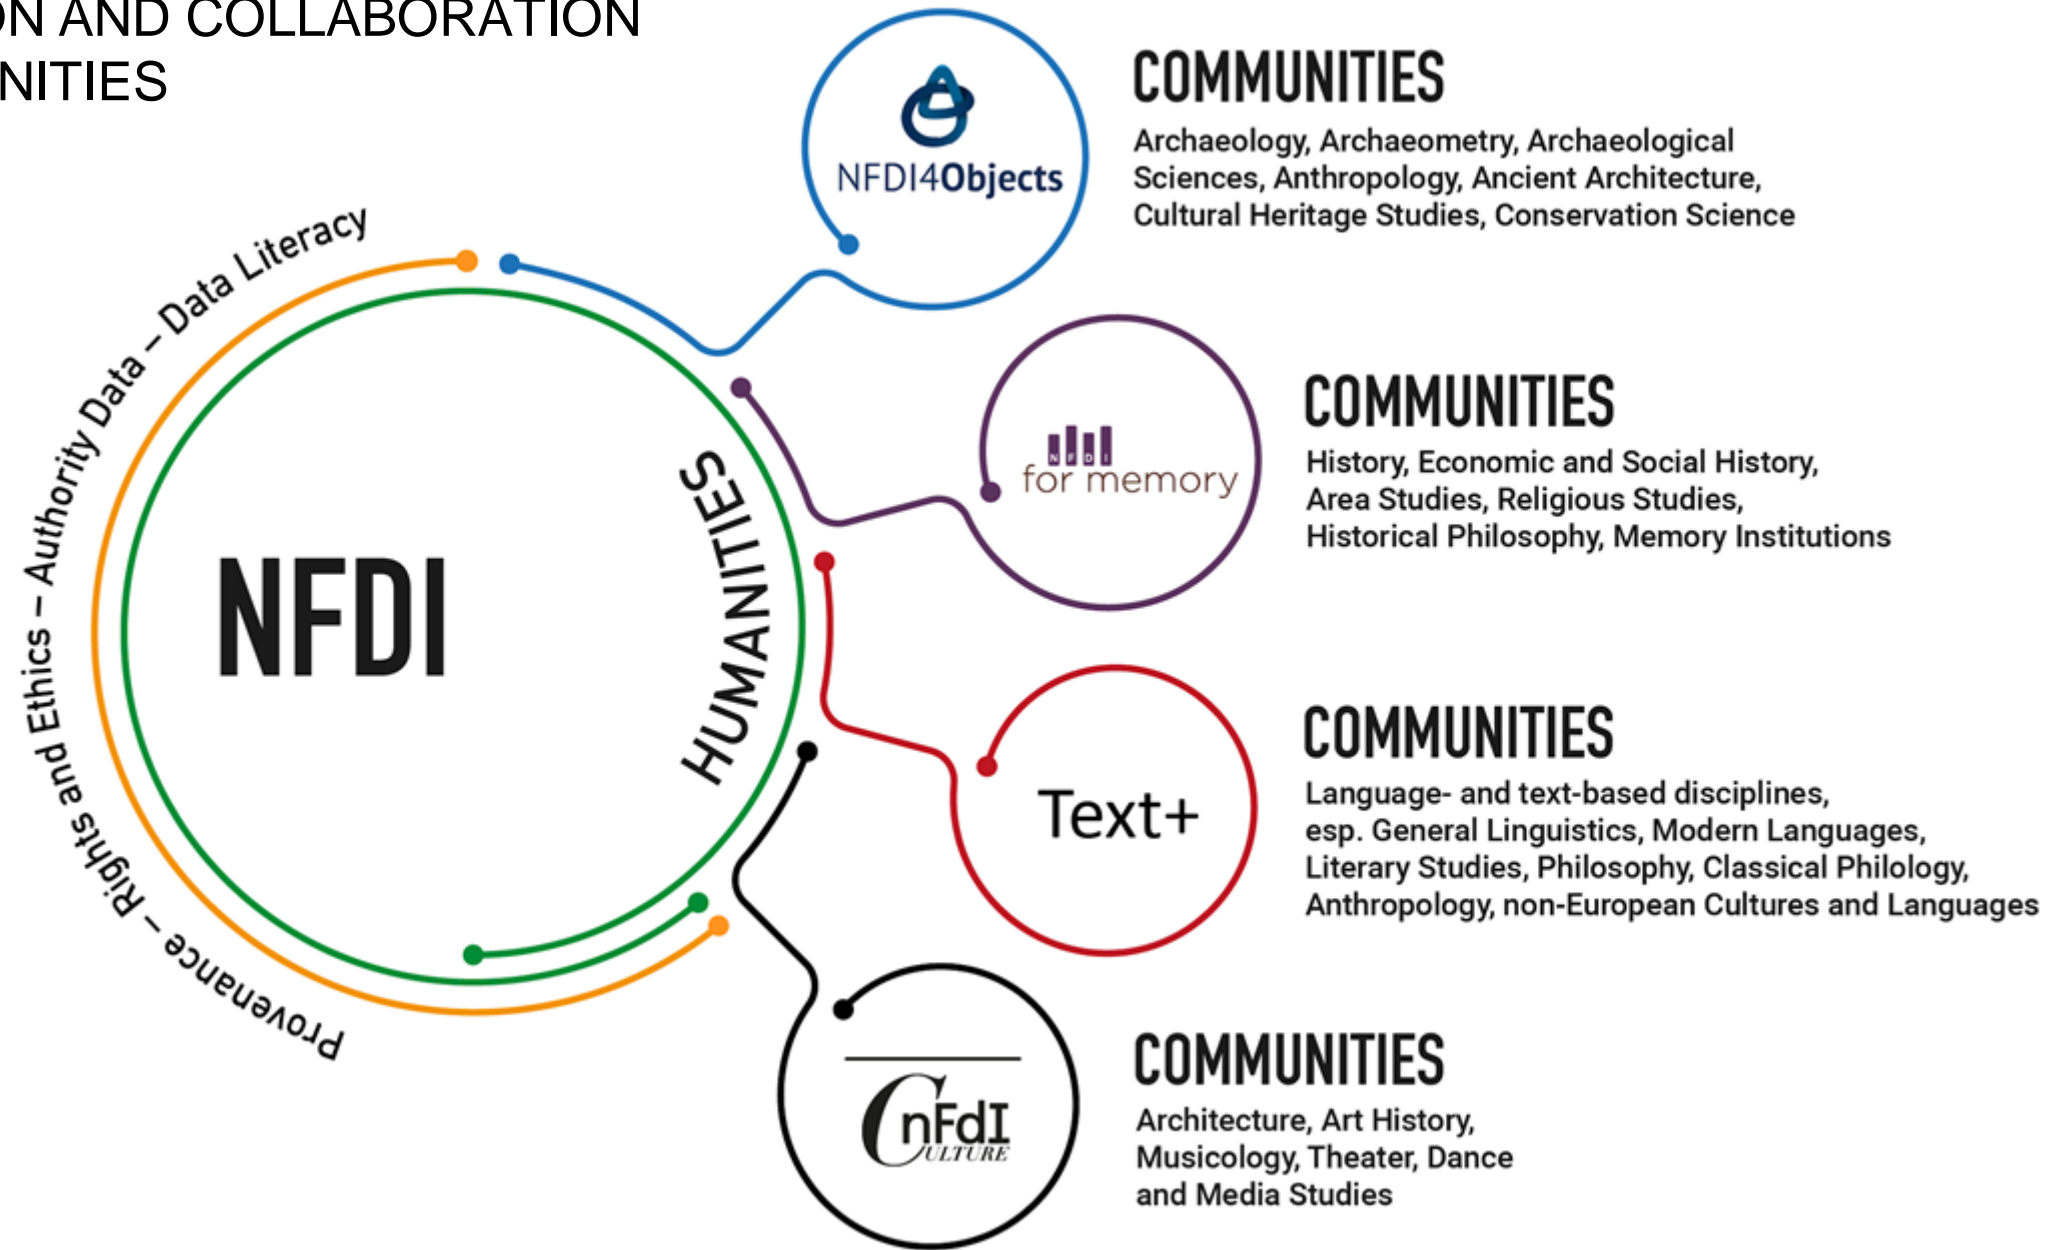 ON AND COLLABORATION
NITIES
NFDI4Objects
COMMUNITIES
Archaeology, Archaeometry, Archaeological
Sciences, Anthropology, Ancient Architecture,
Cultural Heritage Studies, Conservation Science
Provenance – Rights and Ethics – Authority Data – Data Literacy
NFDI
HUMANITIES
NFDI
for memory
COMMUNITIES
History, Economic and Social History,
Area Studies, Religious Studies,
Historical Philosophy, Memory Institutions
Text+
COMMUNITIES
Language- and text-based disciplines,
esp. General Linguistics, Modern Languages,
Literary Studies, Philosophy, Classical Philology,
Anthropology, non-European Cultures and Languages
nFdI
CULTURE
COMMUNITIES
Architecture, Art History,
Musicology, Theater, Dance
and Media Studies